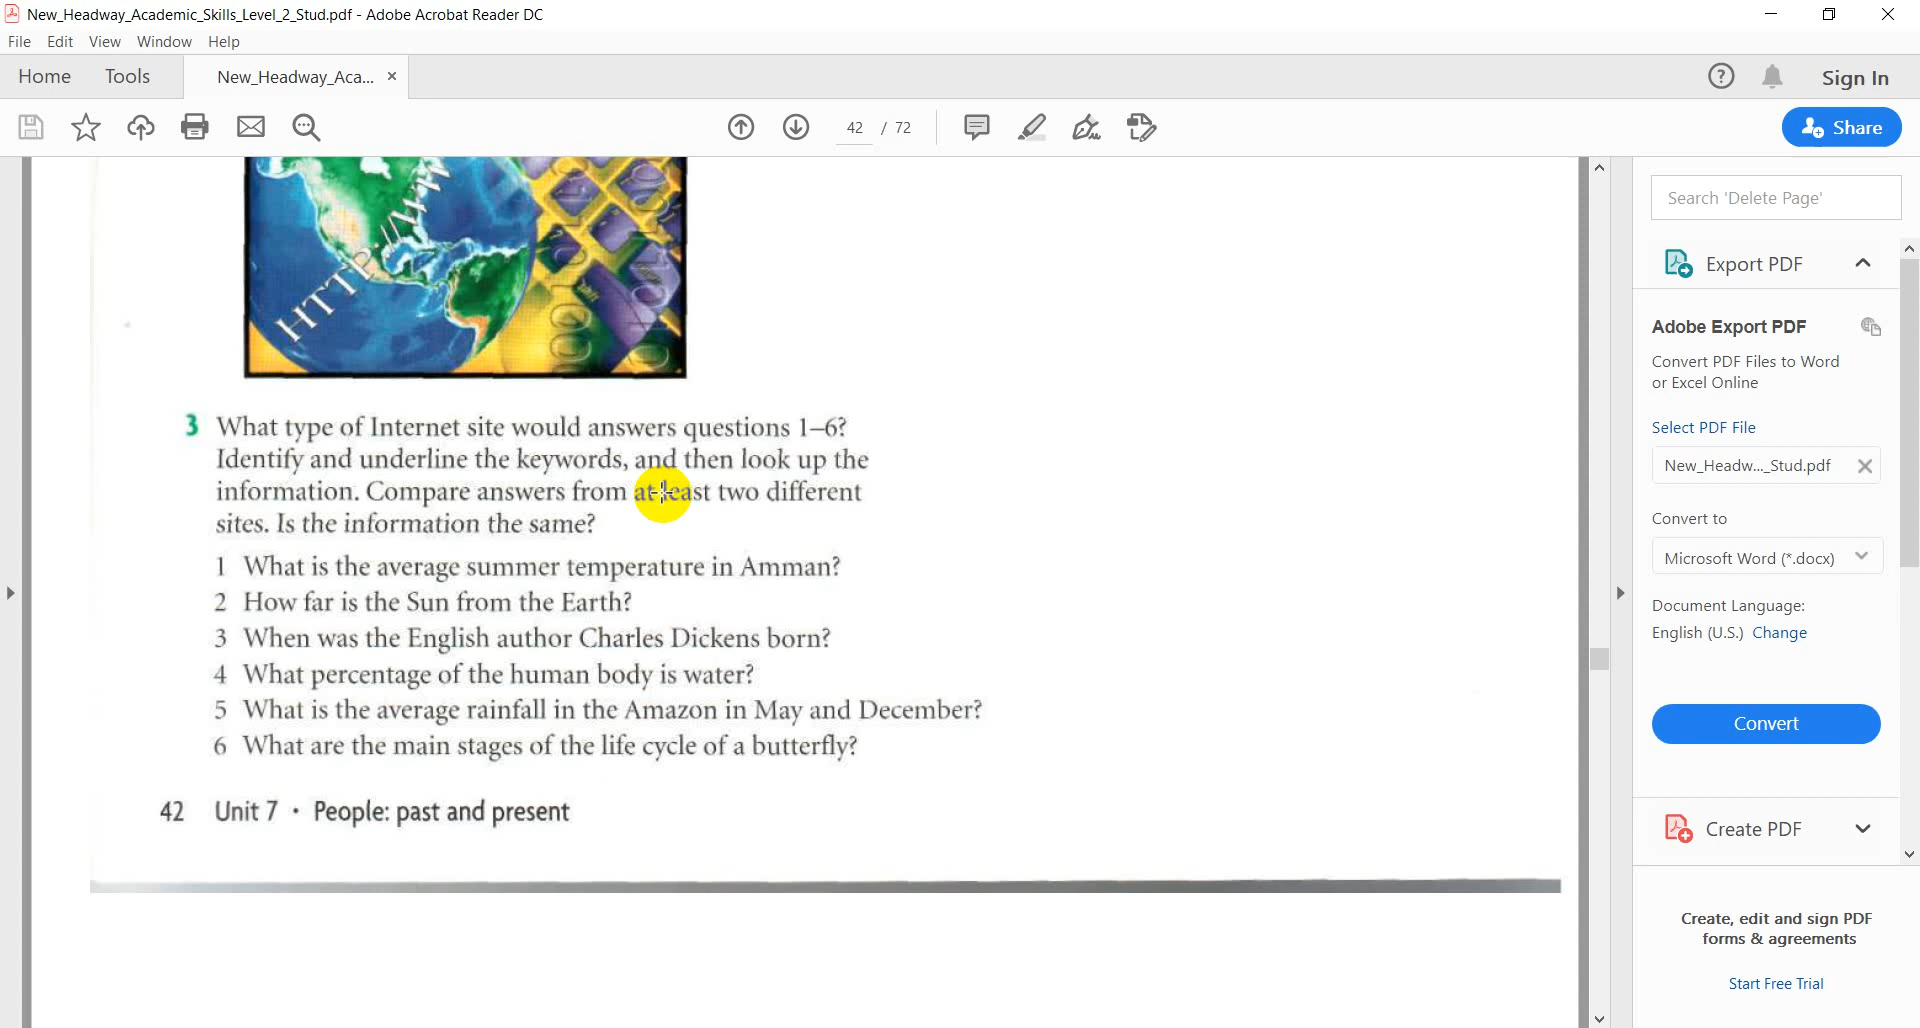 New_Headway_Academic_Skills_Level_2_Stud.pdf - Adobe Acrobat Reader DC
File Edit View Window Help
Home Tools New_Headway_Aca... × Sign In
42 / 72 Share
HTTP://W
3 What type of Internet site would answers questions 1–6?
Identify and underline the keywords, and then look up the
information. Compare answers from at least two different
sites. Is the information the same?
1 What is the average summer temperature in Amman?
2 How far is the Sun from the Earth?
3 When was the English author Charles Dickens born?
4 What percentage of the human body is water?
5 What is the average rainfall in the Amazon in May and December?
6 What are the main stages of the life cycle of a butterfly?
42 Unit 7 • People: past and present
Search 'Delete Page'
Export PDF
Adobe Export PDF
Convert PDF Files to Word
or Excel Online
Select PDF File
New_Headw..._Stud.pdf
Convert to
Microsoft Word (*.docx)
Document Language:
English (U.S.) Change
Convert
Create PDF
Create, edit and sign PDF
forms & agreements
Start Free Trial